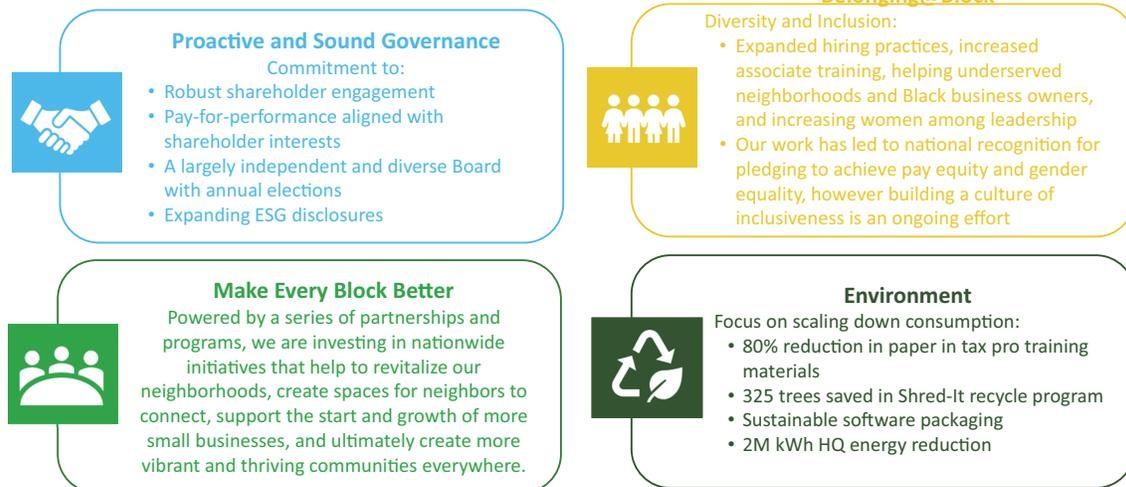 Proactive and Sound Governance
Commitment to:
• Robust shareholder engagement
• Pay-for-performance aligned with
shareholder interests
• A largely independent and diverse Board
with annual elections
• Expanding ESG disclosures
Belonging@Block
Diversity and Inclusion:
• Expanded hiring practices, increased
associate training, helping underserved
neighborhoods and Black business owners,
and increasing women among leadership
• Our work has led to national recognition for
pledging to achieve pay equity and gender
equality, however building a culture of
inclusiveness is an ongoing effort
Make Every Block Better
Powered by a series of partnerships and
programs, we are investing in nationwide
initiatives that help to revitalize our
neighborhoods, create spaces for neighbors to
connect, support the start and growth of more
small businesses, and ultimately create more
vibrant and thriving communities everywhere.
Environment
Focus on scaling down consumption:
• 80% reduction in paper in tax pro training
materials
• 325 trees saved in Shred-It recycle program
• Sustainable software packaging
• 2M kWh HQ energy reduction